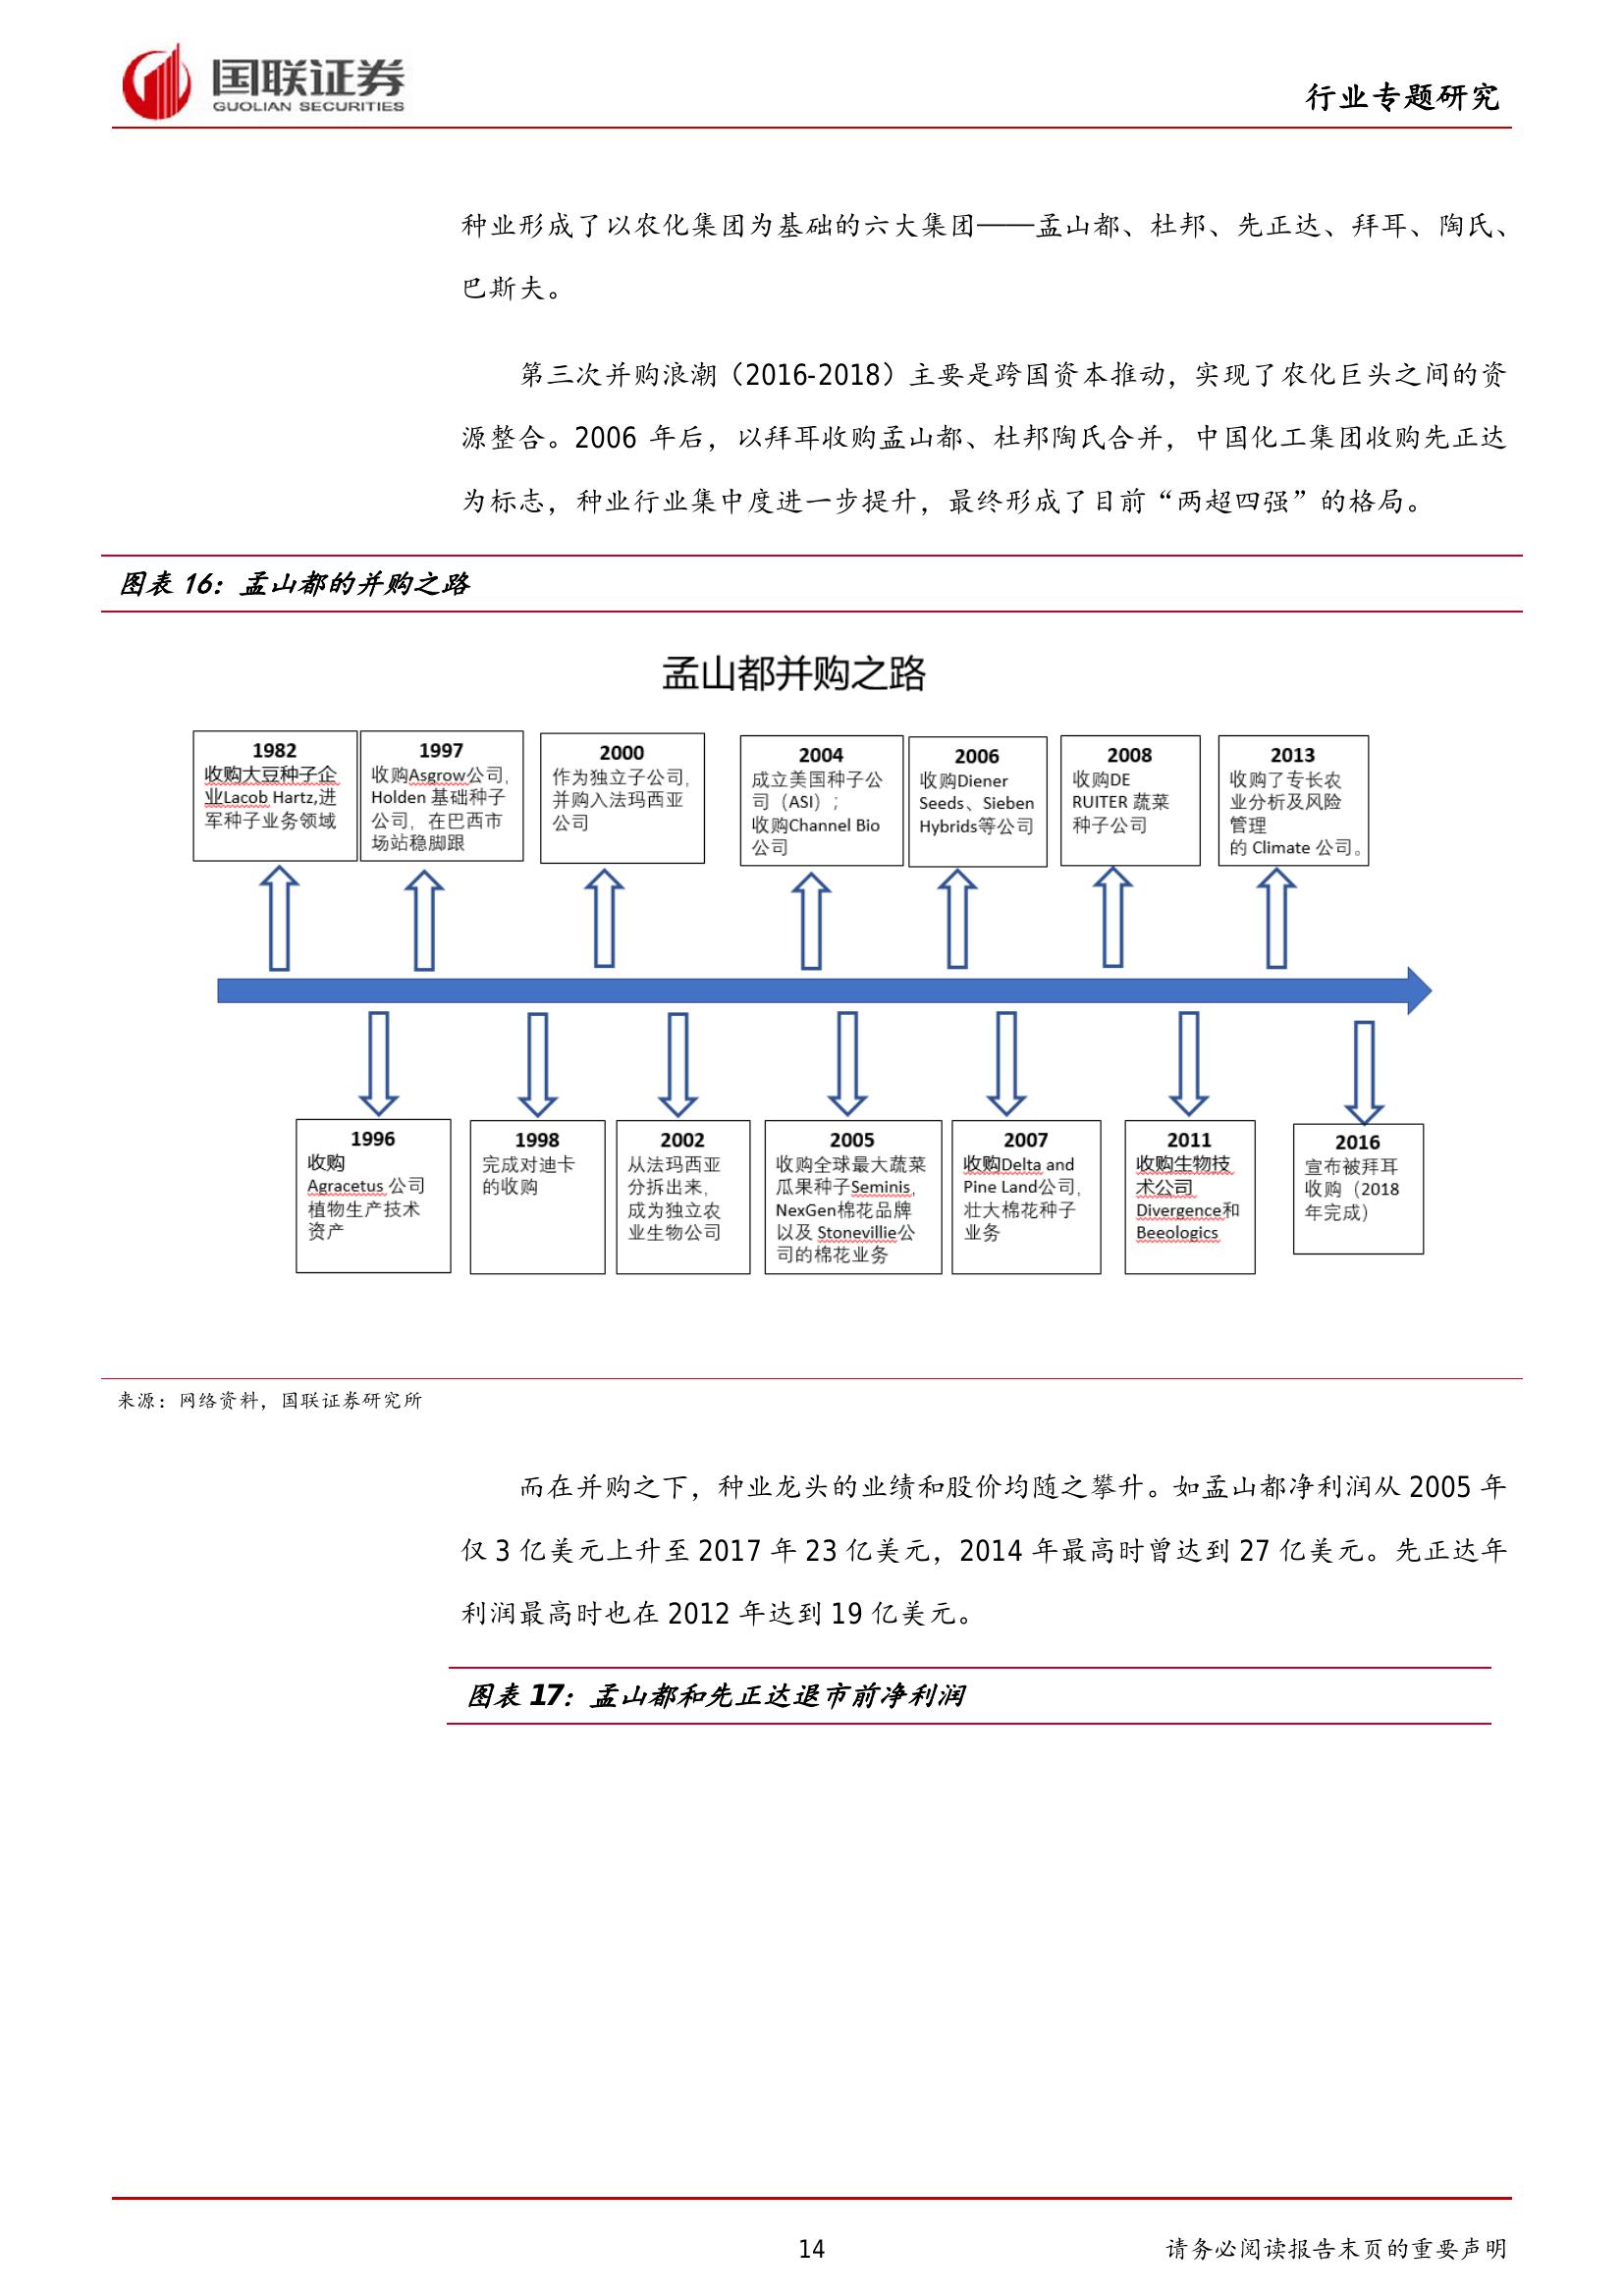 国联证券
GUOLIAN SECURITIES
行业专题研究
种业形成了以农化集团为基础的六大集团——孟山都、杜邦、先正达、拜耳、陶氏、
巴斯夫。
第三次并购浪潮（2016-2018）主要是跨国资本推动，实现了农化巨头之间的资
源整合。2006 年后，以拜耳收购孟山都、杜邦陶氏合并，中国化工集团收购先正达
为标志，种业行业集中度进一步提升，最终形成了目前“两超四强”的格局。
图表 16：孟山都的并购之路
孟山都并购之路
1982
收购大豆种子企
业Lacob Hartz,进
军种子业务领域
1997
收购Asgrow公司,
Holden 基础种子
公司，在巴西市
场站稳脚跟
2000
作为独立子公司,
并购入法玛西亚
公司
2004
成立美国种子公
司（ASI）;
收购Channel Bio
公司
2006
收购Diener
Seeds、Sieben
Hybrids等公司
2008
收购DE
RUITER 蔬菜
种子公司
2013
收购了专长农
业分析及风险
管理
的 Climate 公司。
1996
收购
Agracetus 公司
植物生产技术
资产
1998
完成对迪卡
的收购
2002
从法玛西亚
分拆出来,
成为独立农
业生物公司
2005
收购全球最大蔬菜
瓜果种子Seminis,
NexGen棉花品牌
以及 Stonevillie公
司的棉花业务
2007
收购Delta and
Pine Land公司,
壮大棉花种子
业务
2011
收购生物技
术公司
Divergence和
Beeologics
2016
宣布被拜耳
收购（2018
年完成）
来源：网络资料，国联证券研究所
而在并购之下，种业龙头的业绩和股价均随之攀升。如孟山都净利润从 2005 年
仅 3 亿美元上升至 2017 年 23 亿美元，2014 年最高时曾达到 27 亿美元。先正达年
利润最高时也在 2012 年达到 19 亿美元。
图表 17：孟山都和先正达退市前净利润
14
请务必阅读报告末页的重要声明